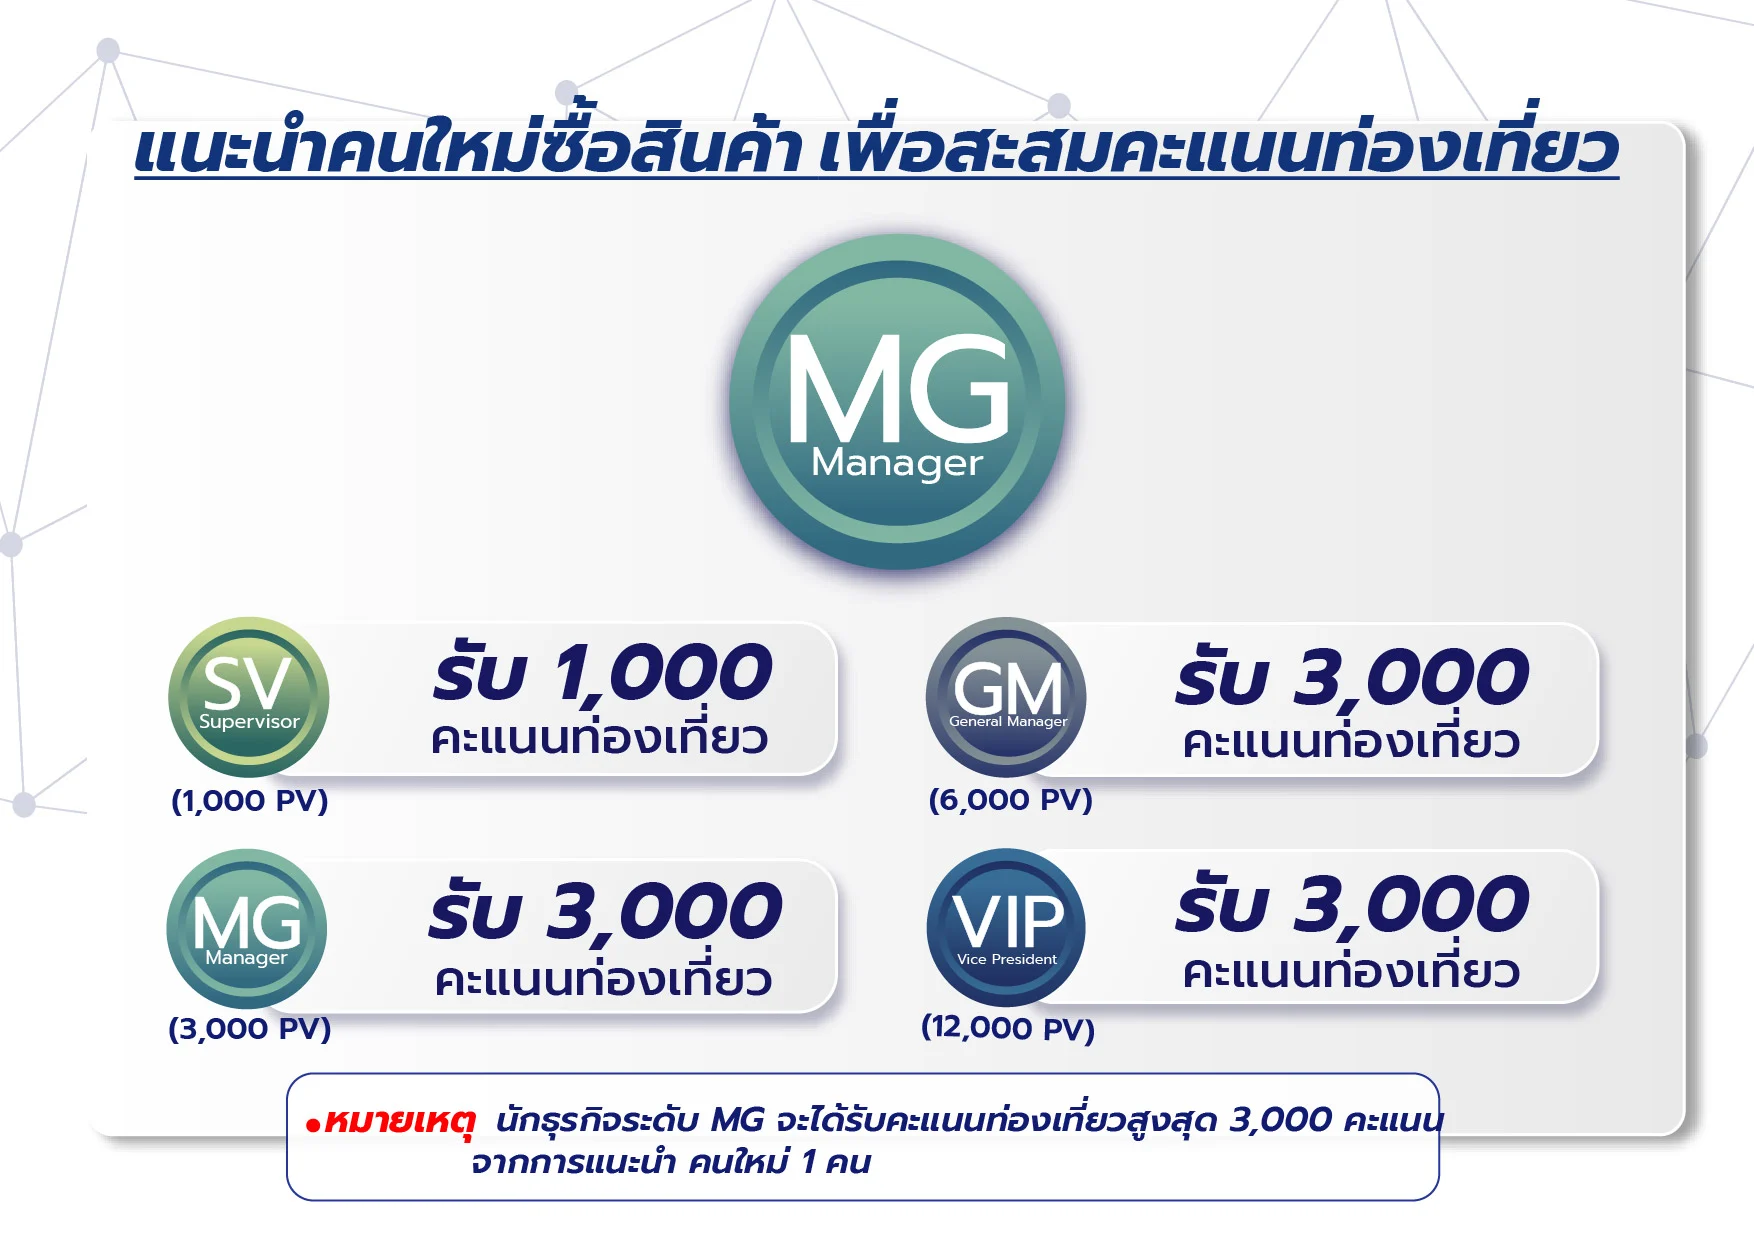 แนะนำคนใหม่ซื้อสินค้า เพื่อสะสมคะแนนท่องเที่ยว
MG
Manager
SV
Supervisor
(1,000 PV)
รับ 1,000
คะแนนท่องเที่ยว
GM
General Manager
(6,000 PV)
รับ 3,000
คะแนนท่องเที่ยว
MG
Manager
(3,000 PV)
รับ 3,000
คะแนนท่องเที่ยว
VIP
Vice President
(12,000 PV)
รับ 3,000
คะแนนท่องเที่ยว
•หมายเหตุ นักธุรกิจระดับ MG จะได้รับคะแนนท่องเที่ยวสูงสุด 3,000 คะแนน
จากการแนะนำ คนใหม่ 1 คน